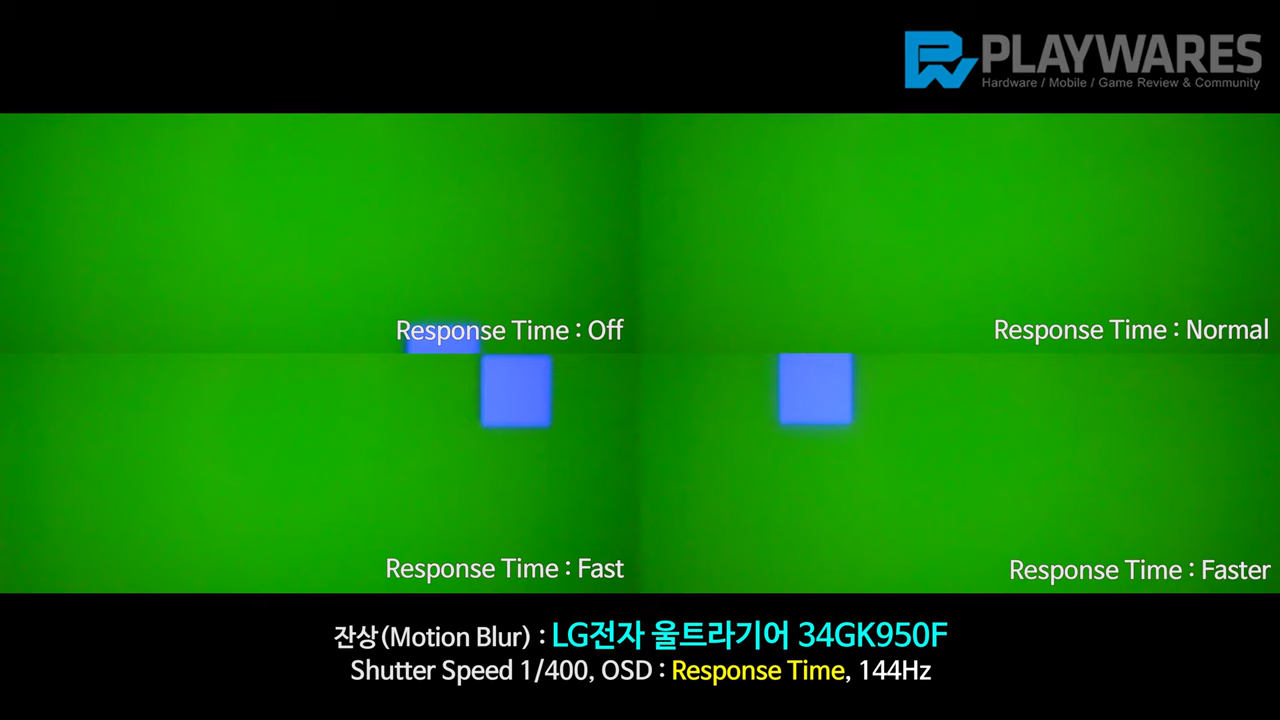 PLAYWARES
Hardware / Mobile / Game Review & Community
Response Time : Off
Response Time : Normal
Response Time : Fast
Response Time : Faster
잔상(Motion Blur) : LG전자 울트라기어 34GK950F
Shutter Speed 1/400, OSD : Response Time, 144Hz